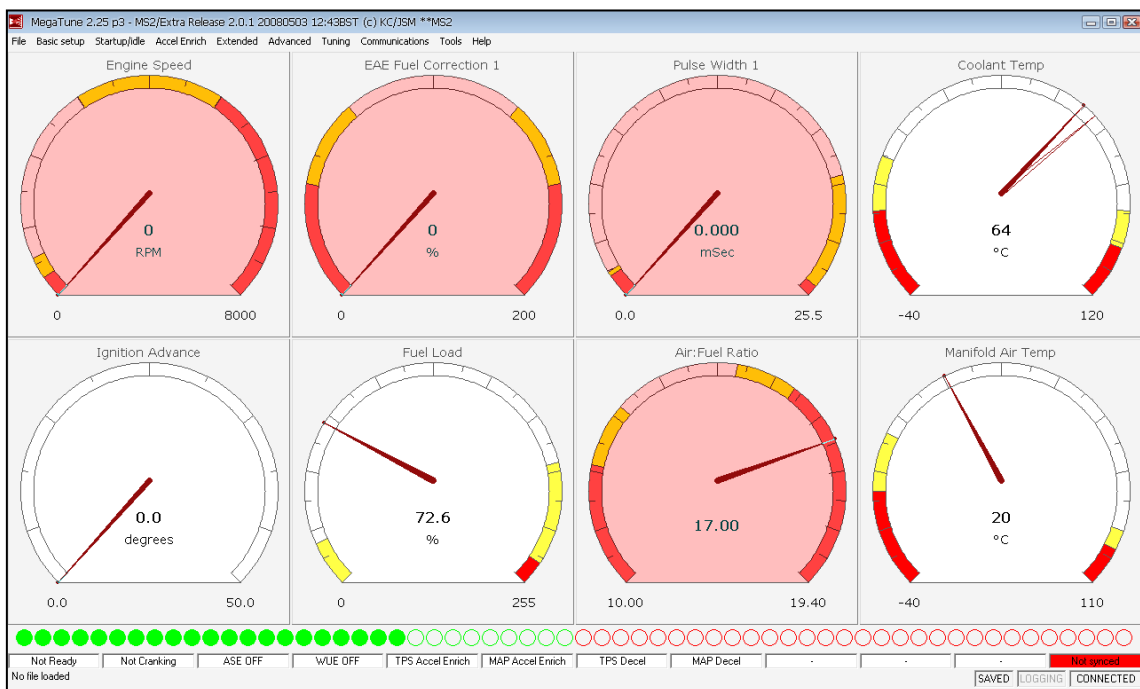 MegaTune 2.25 p3 - MS2/Extra Release 2.0.1 20080503 12:43BST (c) KC/JSM **MS2
File Basic setup Startup/idle Accel Enrich Extended Advanced Tuning Communications Tools Help
Engine Speed EAE Fuel Correction 1 Pulse Width 1 Coolant Temp
0 0 0.000 64
RPM % mSec °C
0 8000 0 200 0.0 25.5 -40 120
Ignition Advance Fuel Load Air:Fuel Ratio Manifold Air Temp
0.0 72.6 17.00 20
degrees % °C
0.0 50.0 0 255 10.00 19.40 -40 110
Not Ready Not Cranking ASE OFF WUE OFF TPS Accel Enrich MAP Accel Enrich TPS Decel MAP Decel - - - Not synced
No file loaded SAVED LOGGING CONNECTED